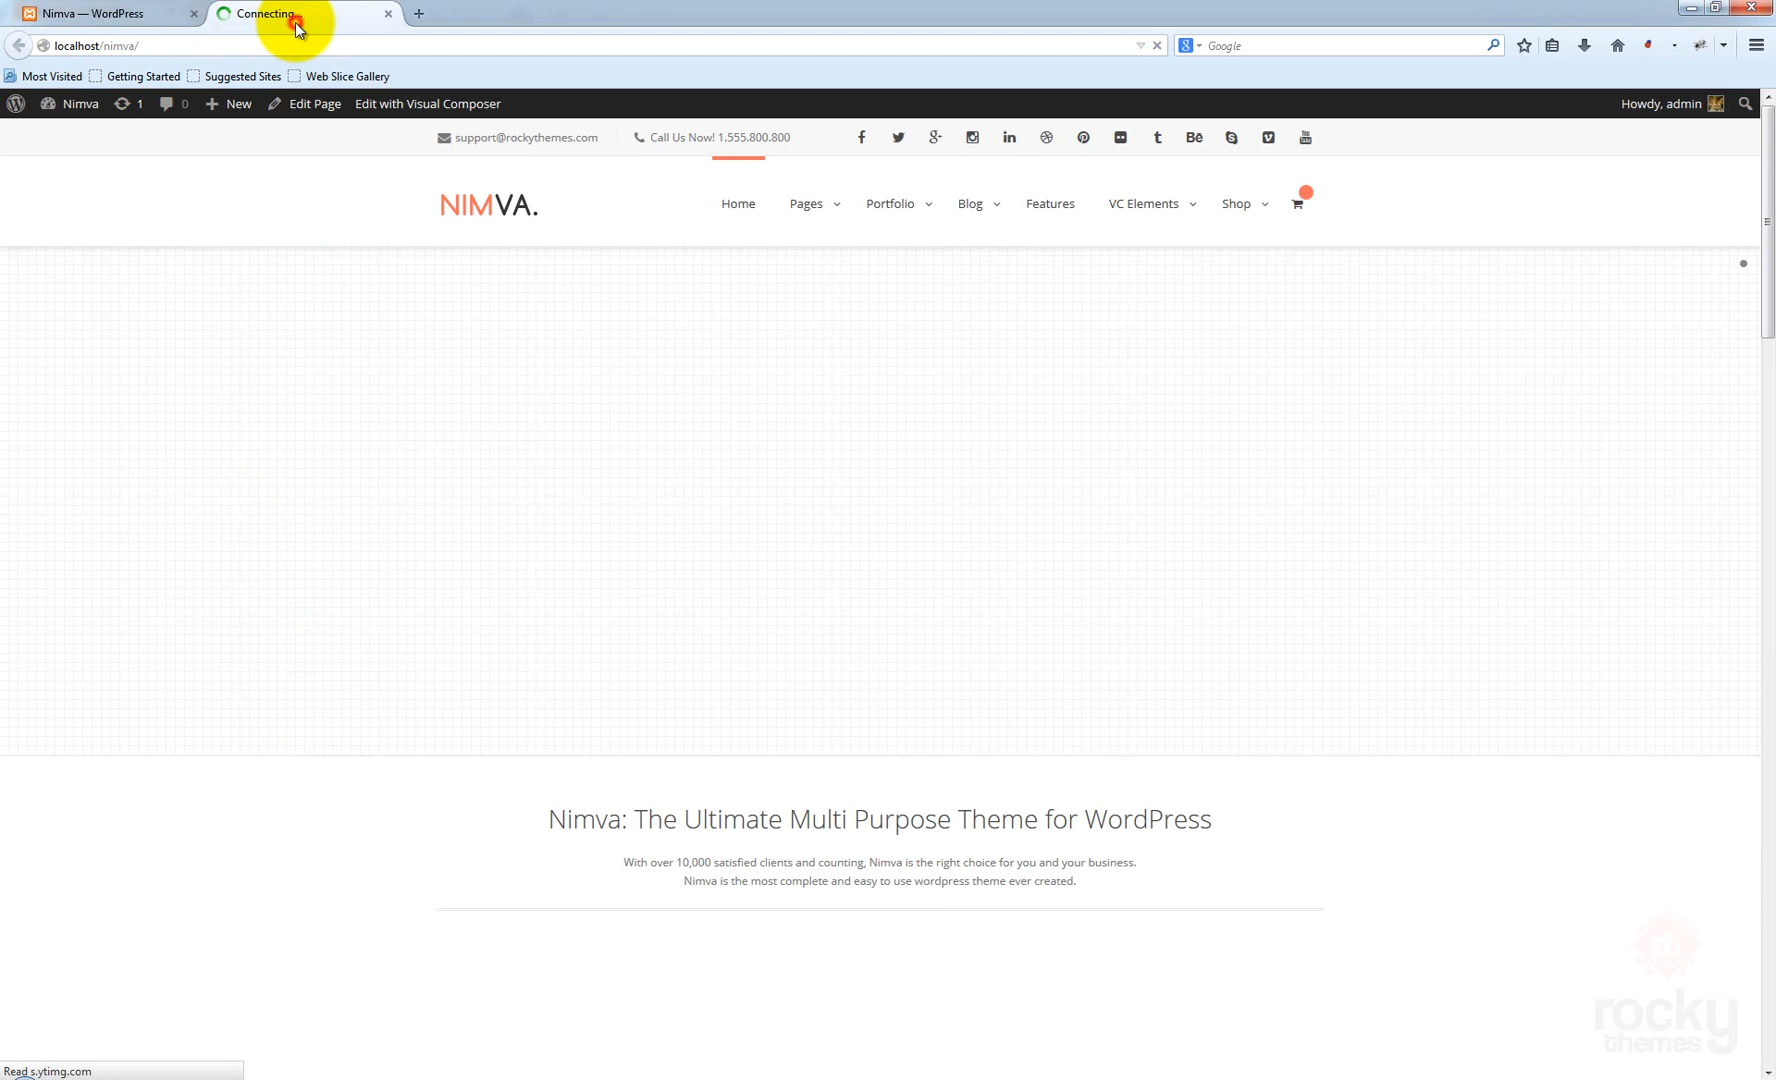 Nimva — WordPress
Connecting…
localhost/nimva/
Google
Most Visited Getting Started Suggested Sites Web Slice Gallery
Nimva 1 0 New Edit Page Edit with Visual Composer Howdy, admin
support@rockythemes.com Call Us Now! 1.555.800.800
NIMVA.
Home Pages Portfolio Blog Features VC Elements Shop
Nimva: The Ultimate Multi Purpose Theme for WordPress
With over 10,000 satisfied clients and counting, Nimva is the right choice for you and your business.
Nimva is the most complete and easy to use wordpress theme ever created.
rocky
themes
Read s.ytimg.com